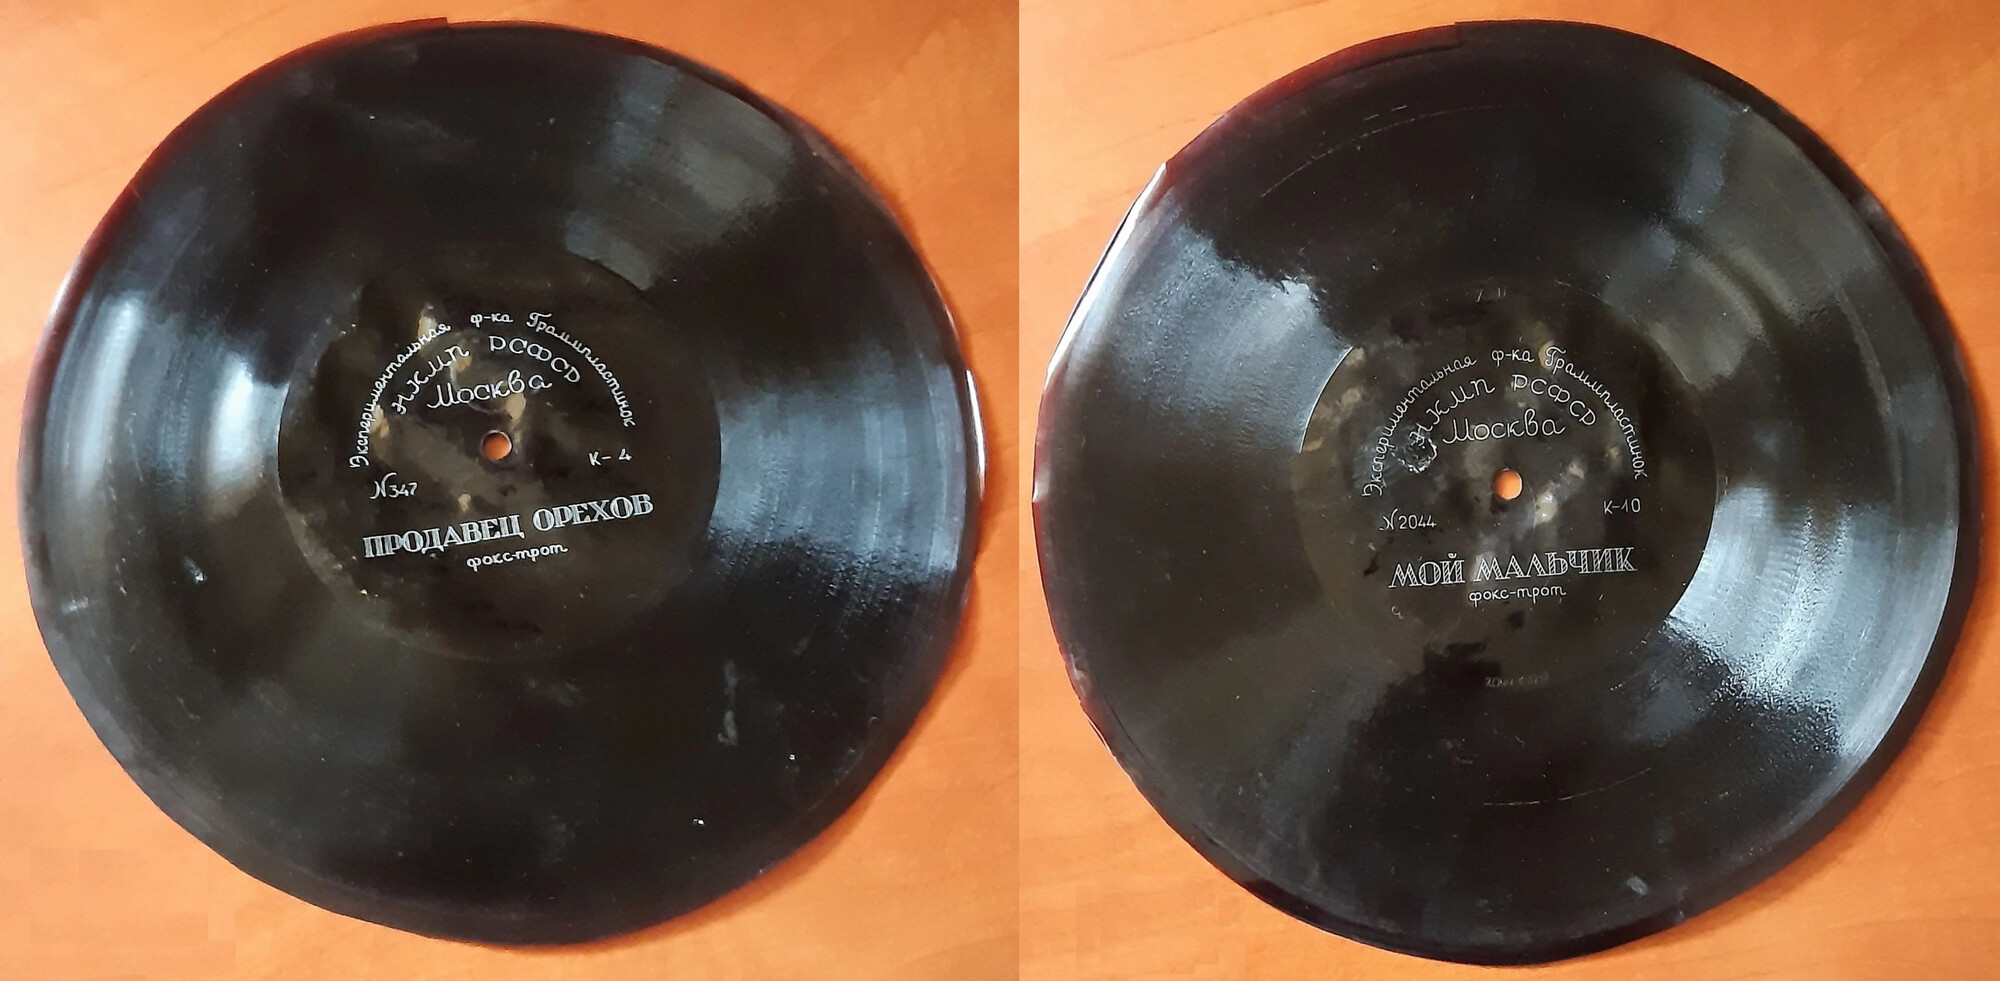 Экспериментальная ф-ка Граммпластинок
НКМП РСФСР
Москва
N347 К-4
ПРОДАВЕЦ ОРЕХОВ
фокс-трот
Экспериментальная ф-ка Граммпластинок
НКМП РСФСР
Москва
N2044 К-10
МОЙ МАЛЬЧИК
фокс-трот